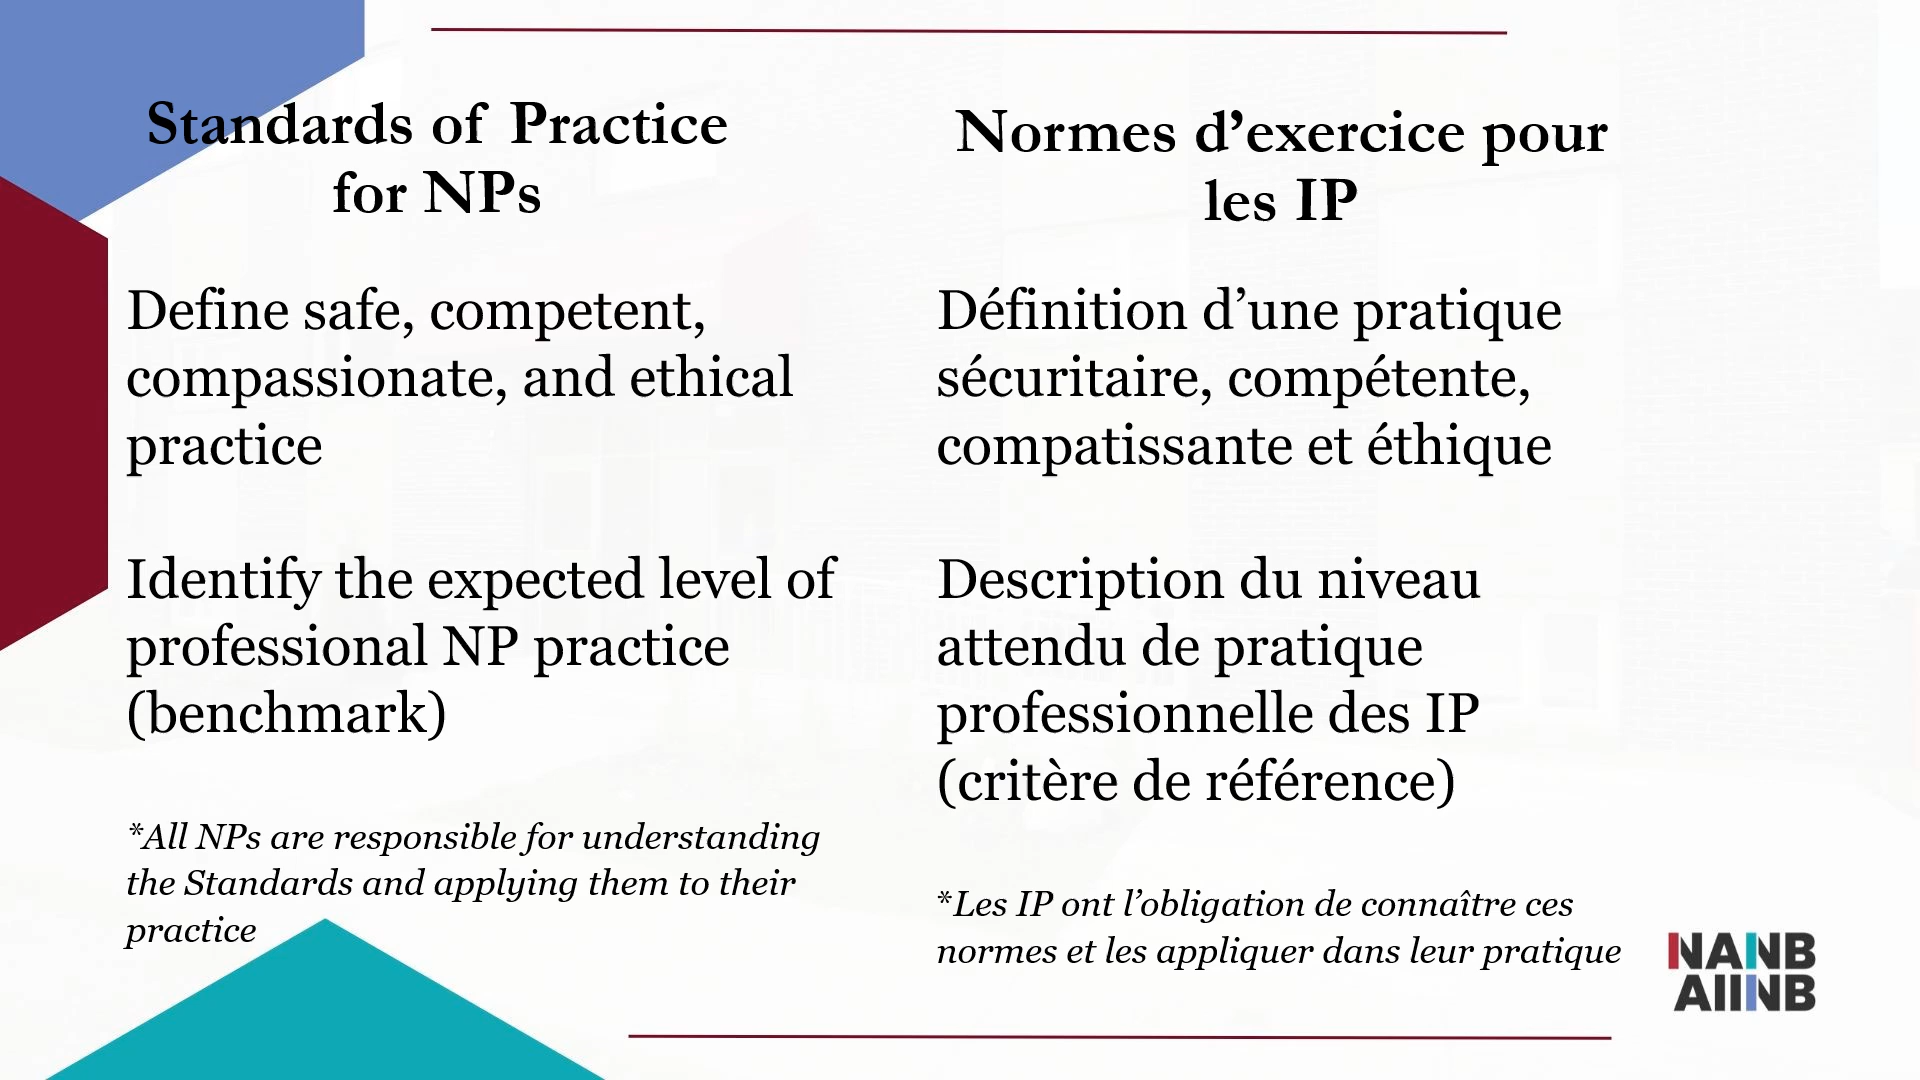 Standards of Practice
for NPs
Define safe, competent,
compassionate, and ethical
practice
Identify the expected level of
professional NP practice
(benchmark)
*All NPs are responsible for understanding
the Standards and applying them to their
practice
Normes d’exercice pour
les IP
Définition d’une pratique
sécuritaire, compétente,
compatissante et éthique
Description du niveau
attendu de pratique
professionnelle des IP
(critère de référence)
*Les IP ont l’obligation de connaître ces
normes et les appliquer dans leur pratique
NANB
AIINB